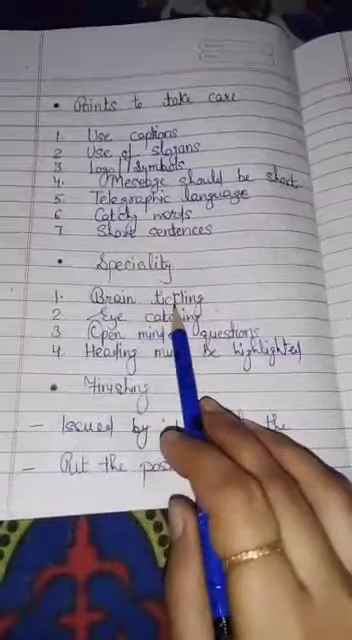 • Points to take care
1. Use captions
2 Use of slogans
3 Logo / Symbols
4. Message should be short
5. Telegraphic language
6 Catchy words
7 Short sentences
• Speciality
1. Brain tickling
2 Eye catching
3 Open mind questions
4 Heading must be highlighted
• Finishing
- Issued by the
- Put the